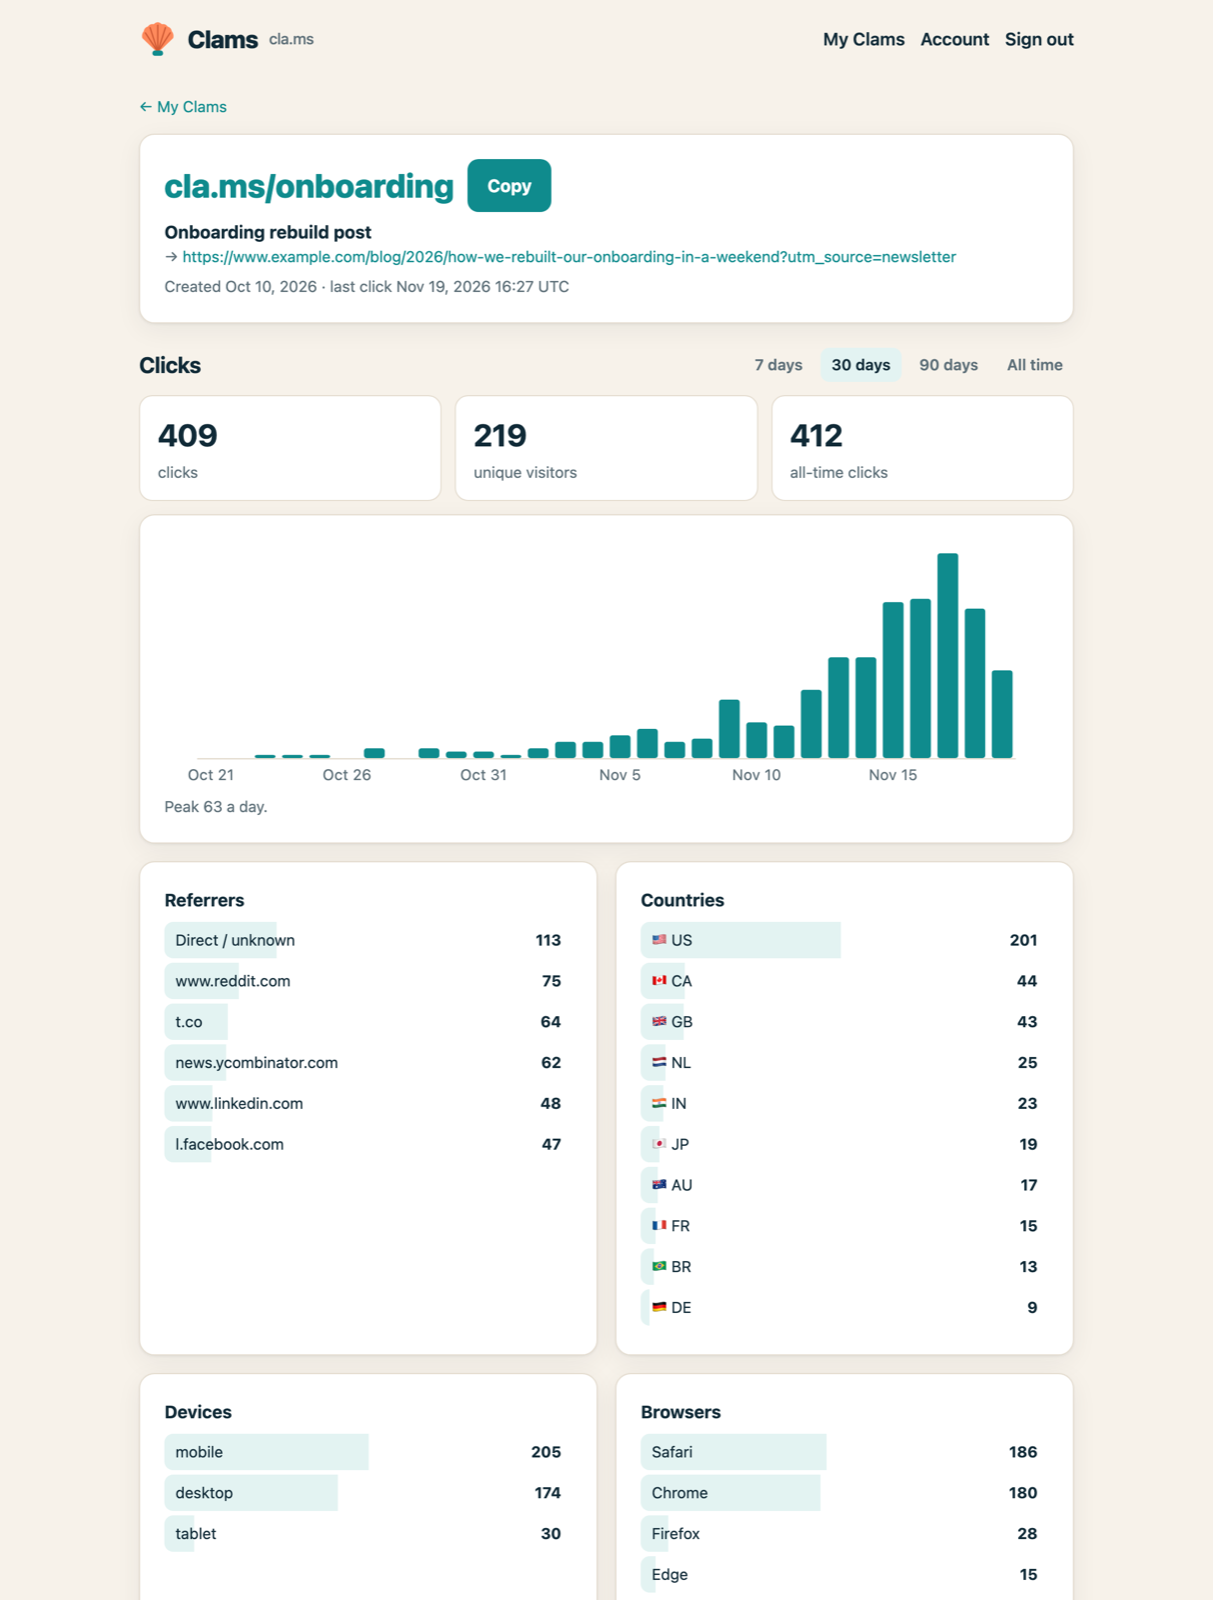 Clams cla.ms My Clams Account Sign out
← My Clams
cla.ms/onboarding Copy
Onboarding rebuild post
→ https://www.example.com/blog/2026/how-we-rebuilt-our-onboarding-in-a-weekend?utm_source=newsletter
Created Oct 10, 2026 · last click Nov 19, 2026 16:27 UTC
Clicks 7 days 30 days 90 days All time
409
clicks
219
unique visitors
412
all-time clicks
Oct 21 Oct 26 Oct 31 Nov 5 Nov 10 Nov 15
Peak 63 a day.
Referrers
Direct / unknown 113
www.reddit.com 75
t.co 64
news.ycombinator.com 62
www.linkedin.com 48
l.facebook.com 47
Countries
US 201
CA 44
GB 43
NL 25
IN 23
JP 19
AU 17
FR 15
BR 13
DE 9
Devices
mobile 205
desktop 174
tablet 30
Browsers
Safari 186
Chrome 180
Firefox 28
Edge 15